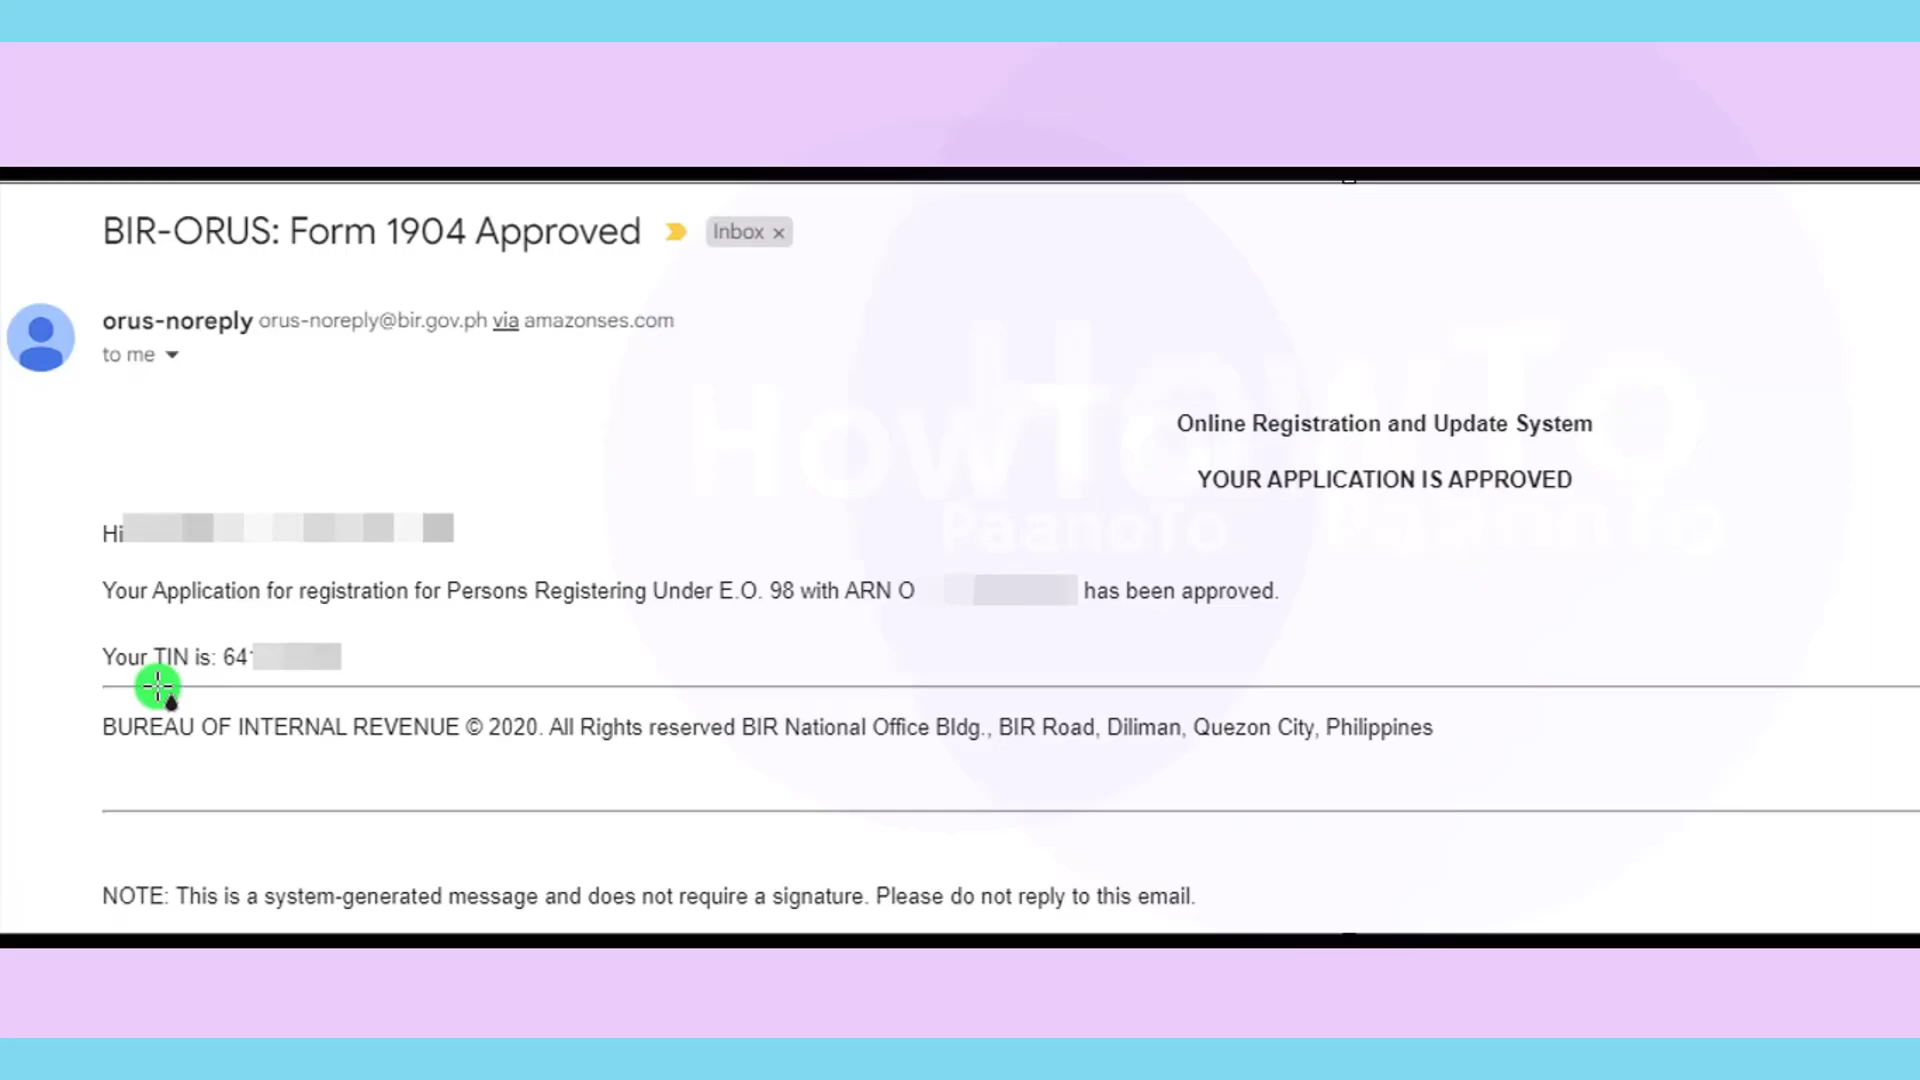 BIR-ORUS: Form 1904 Approved Inbox ×
orus-noreply orus-noreply@bir.gov.ph via amazonses.com
to me
HowTo
PaanoTo
HowTo
PaanoTo
Online Registration and Update System
YOUR APPLICATION IS APPROVED
Hi
Your Application for registration for Persons Registering Under E.O. 98 with ARN O has been approved.
Your TIN is: 64
BUREAU OF INTERNAL REVENUE © 2020. All Rights reserved BIR National Office Bldg., BIR Road, Diliman, Quezon City, Philippines
NOTE: This is a system-generated message and does not require a signature. Please do not reply to this email.